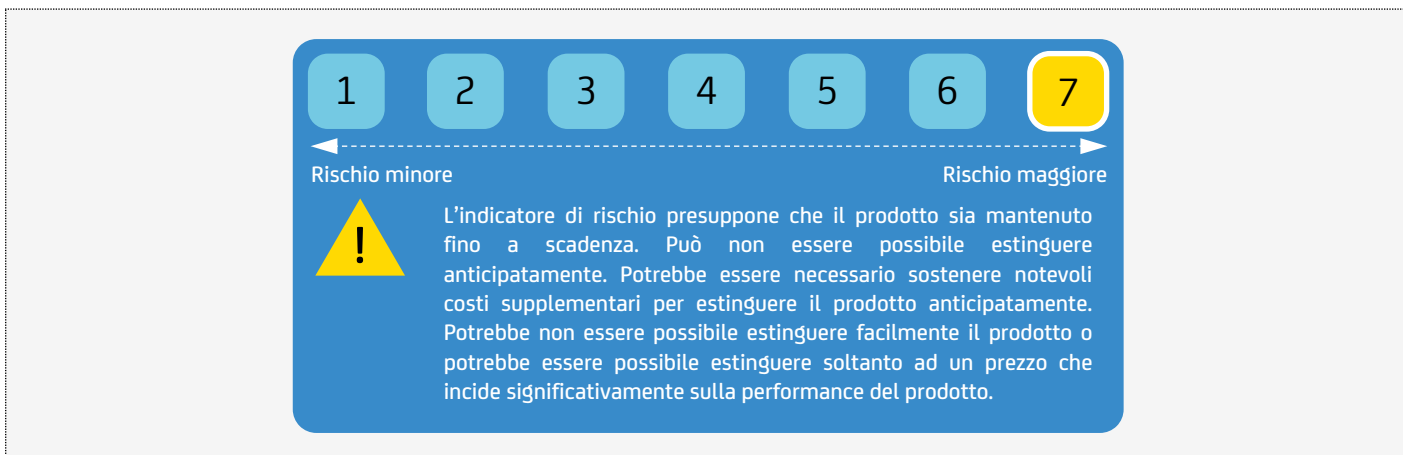 1 2 3 4 5 6 7
Rischio minore Rischio maggiore
!
L'indicatore di rischio presuppone che il prodotto sia mantenuto
fino a scadenza. Può non essere possibile estinguere
anticipatamente. Potrebbe essere necessario sostenere notevoli
costi supplementari per estinguere il prodotto anticipatamente.
Potrebbe non essere possibile estinguere facilmente il prodotto o
potrebbe essere possibile estinguere soltanto ad un prezzo che
incide significativamente sulla performance del prodotto.